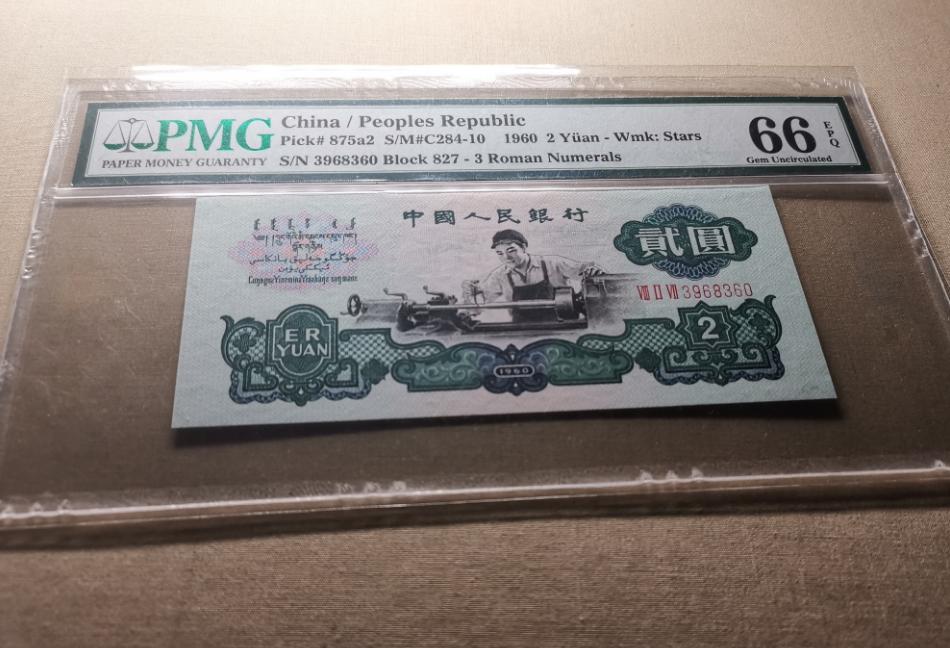 PMG
PAPER MONEY GUARANTY
China / Peoples Republic
Pick# 875a2 S/M#C284-10 1960 2 Yüan - Wmk: Stars
S/N 3968360 Block 827 - 3 Roman Numerals
66 EPQ
Gem Uncirculated
中國人民銀行
貳圓
VIII II VII 3968360
ER
YUAN
2
1960